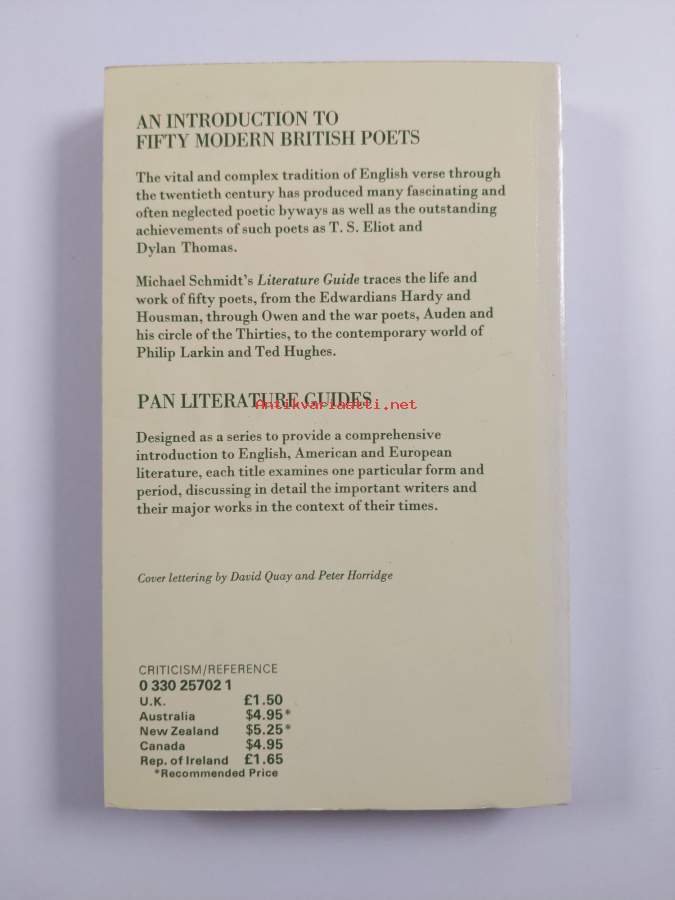 AN INTRODUCTION TO
FIFTY MODERN BRITISH POETS
The vital and complex tradition of English verse through
the twentieth century has produced many fascinating and
often neglected poetic byways as well as the outstanding
achievements of such poets as T. S. Eliot and
Dylan Thomas.
Michael Schmidt's Literature Guide traces the life and
work of fifty poets, from the Edwardians Hardy and
Housman, through Owen and the war poets, Auden and
his circle of the Thirties, to the contemporary world of
Philip Larkin and Ted Hughes.
PAN LITERATURE GUIDES
Antikvariaatti.net
Designed as a series to provide a comprehensive
introduction to English, American and European
literature, each title examines one particular form and
period, discussing in detail the important writers and
their major works in the context of their times.
Cover lettering by David Quay and Peter Horridge
CRITICISM/REFERENCE
0 330 25702 1
U.K. £1.50
Australia $4.95*
New Zealand $5.25*
Canada $4.95
Rep. of Ireland £1.65
*Recommended Price